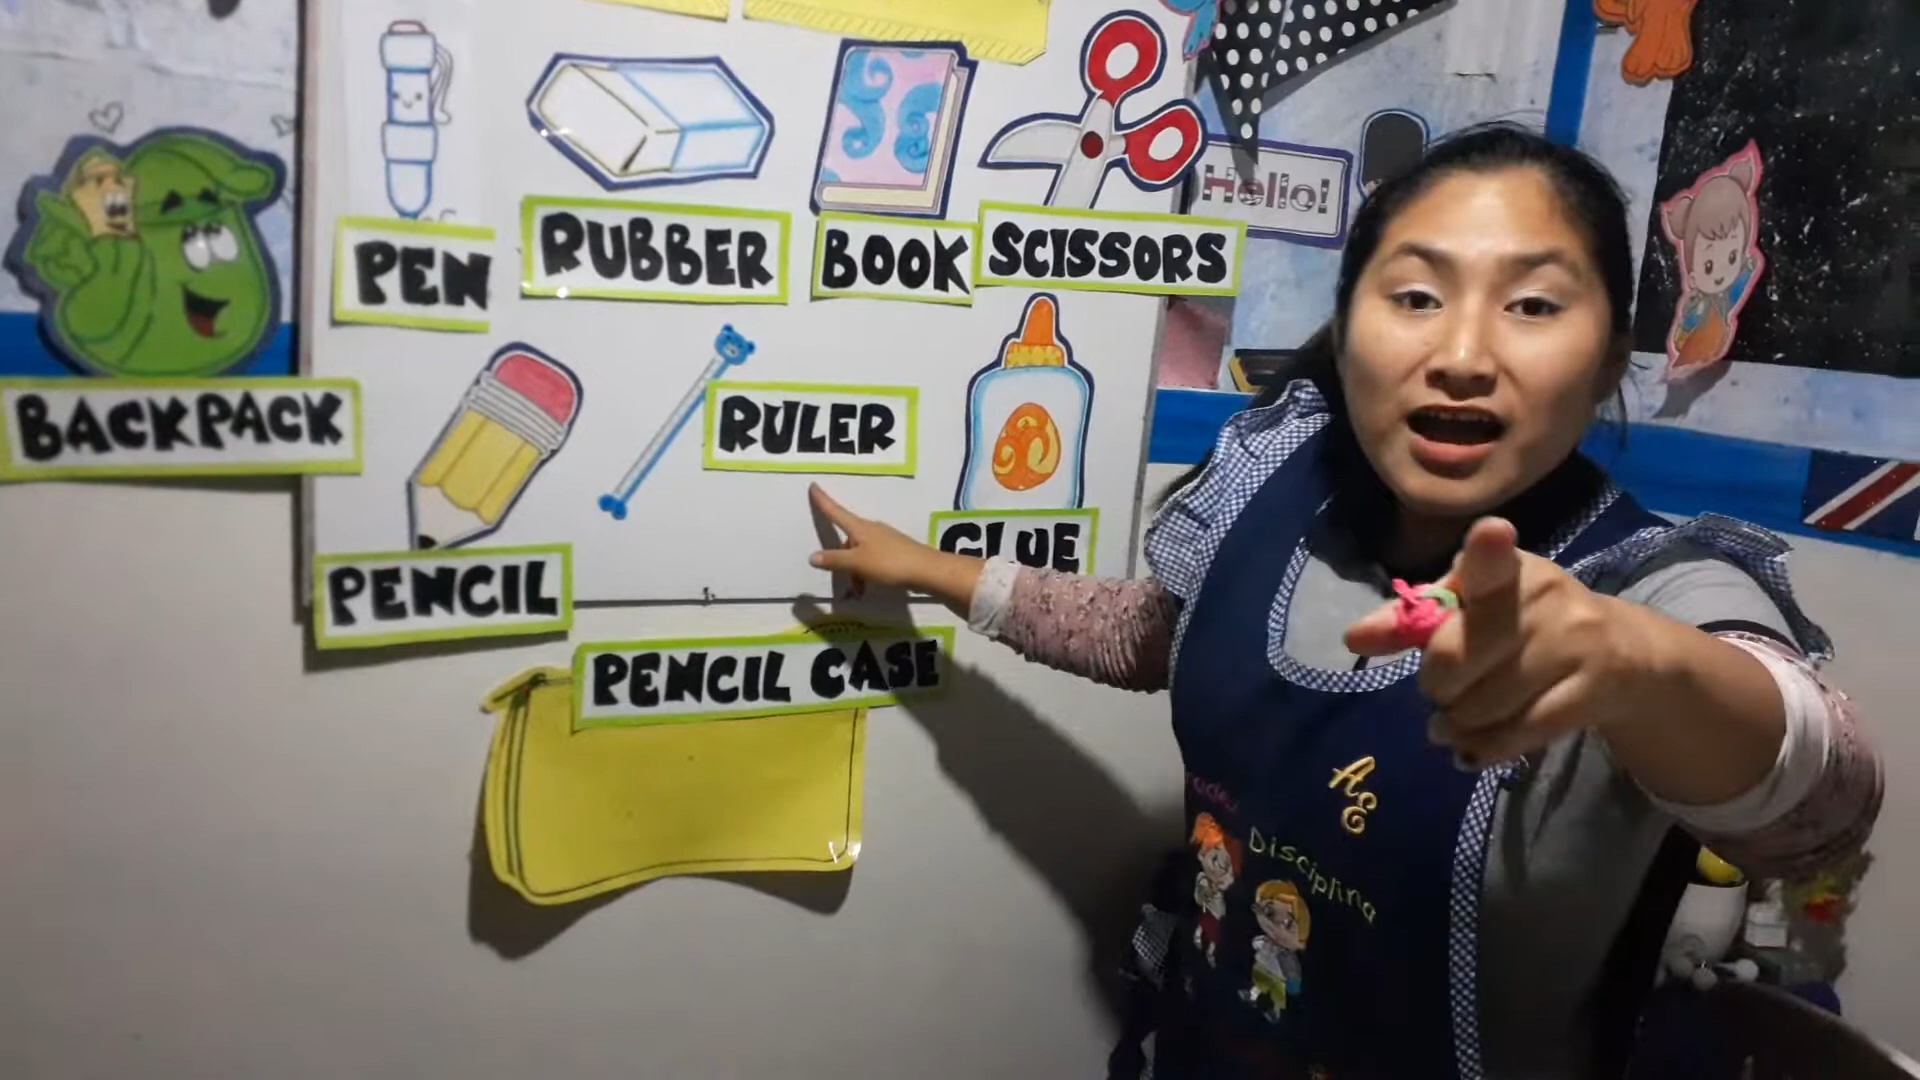 Hello!
PEN
RUBBER
BOOK
SCISSORS
BACKPACK
RULER
GLUE
PENCIL
PENCIL CASE
AE
Disciplina